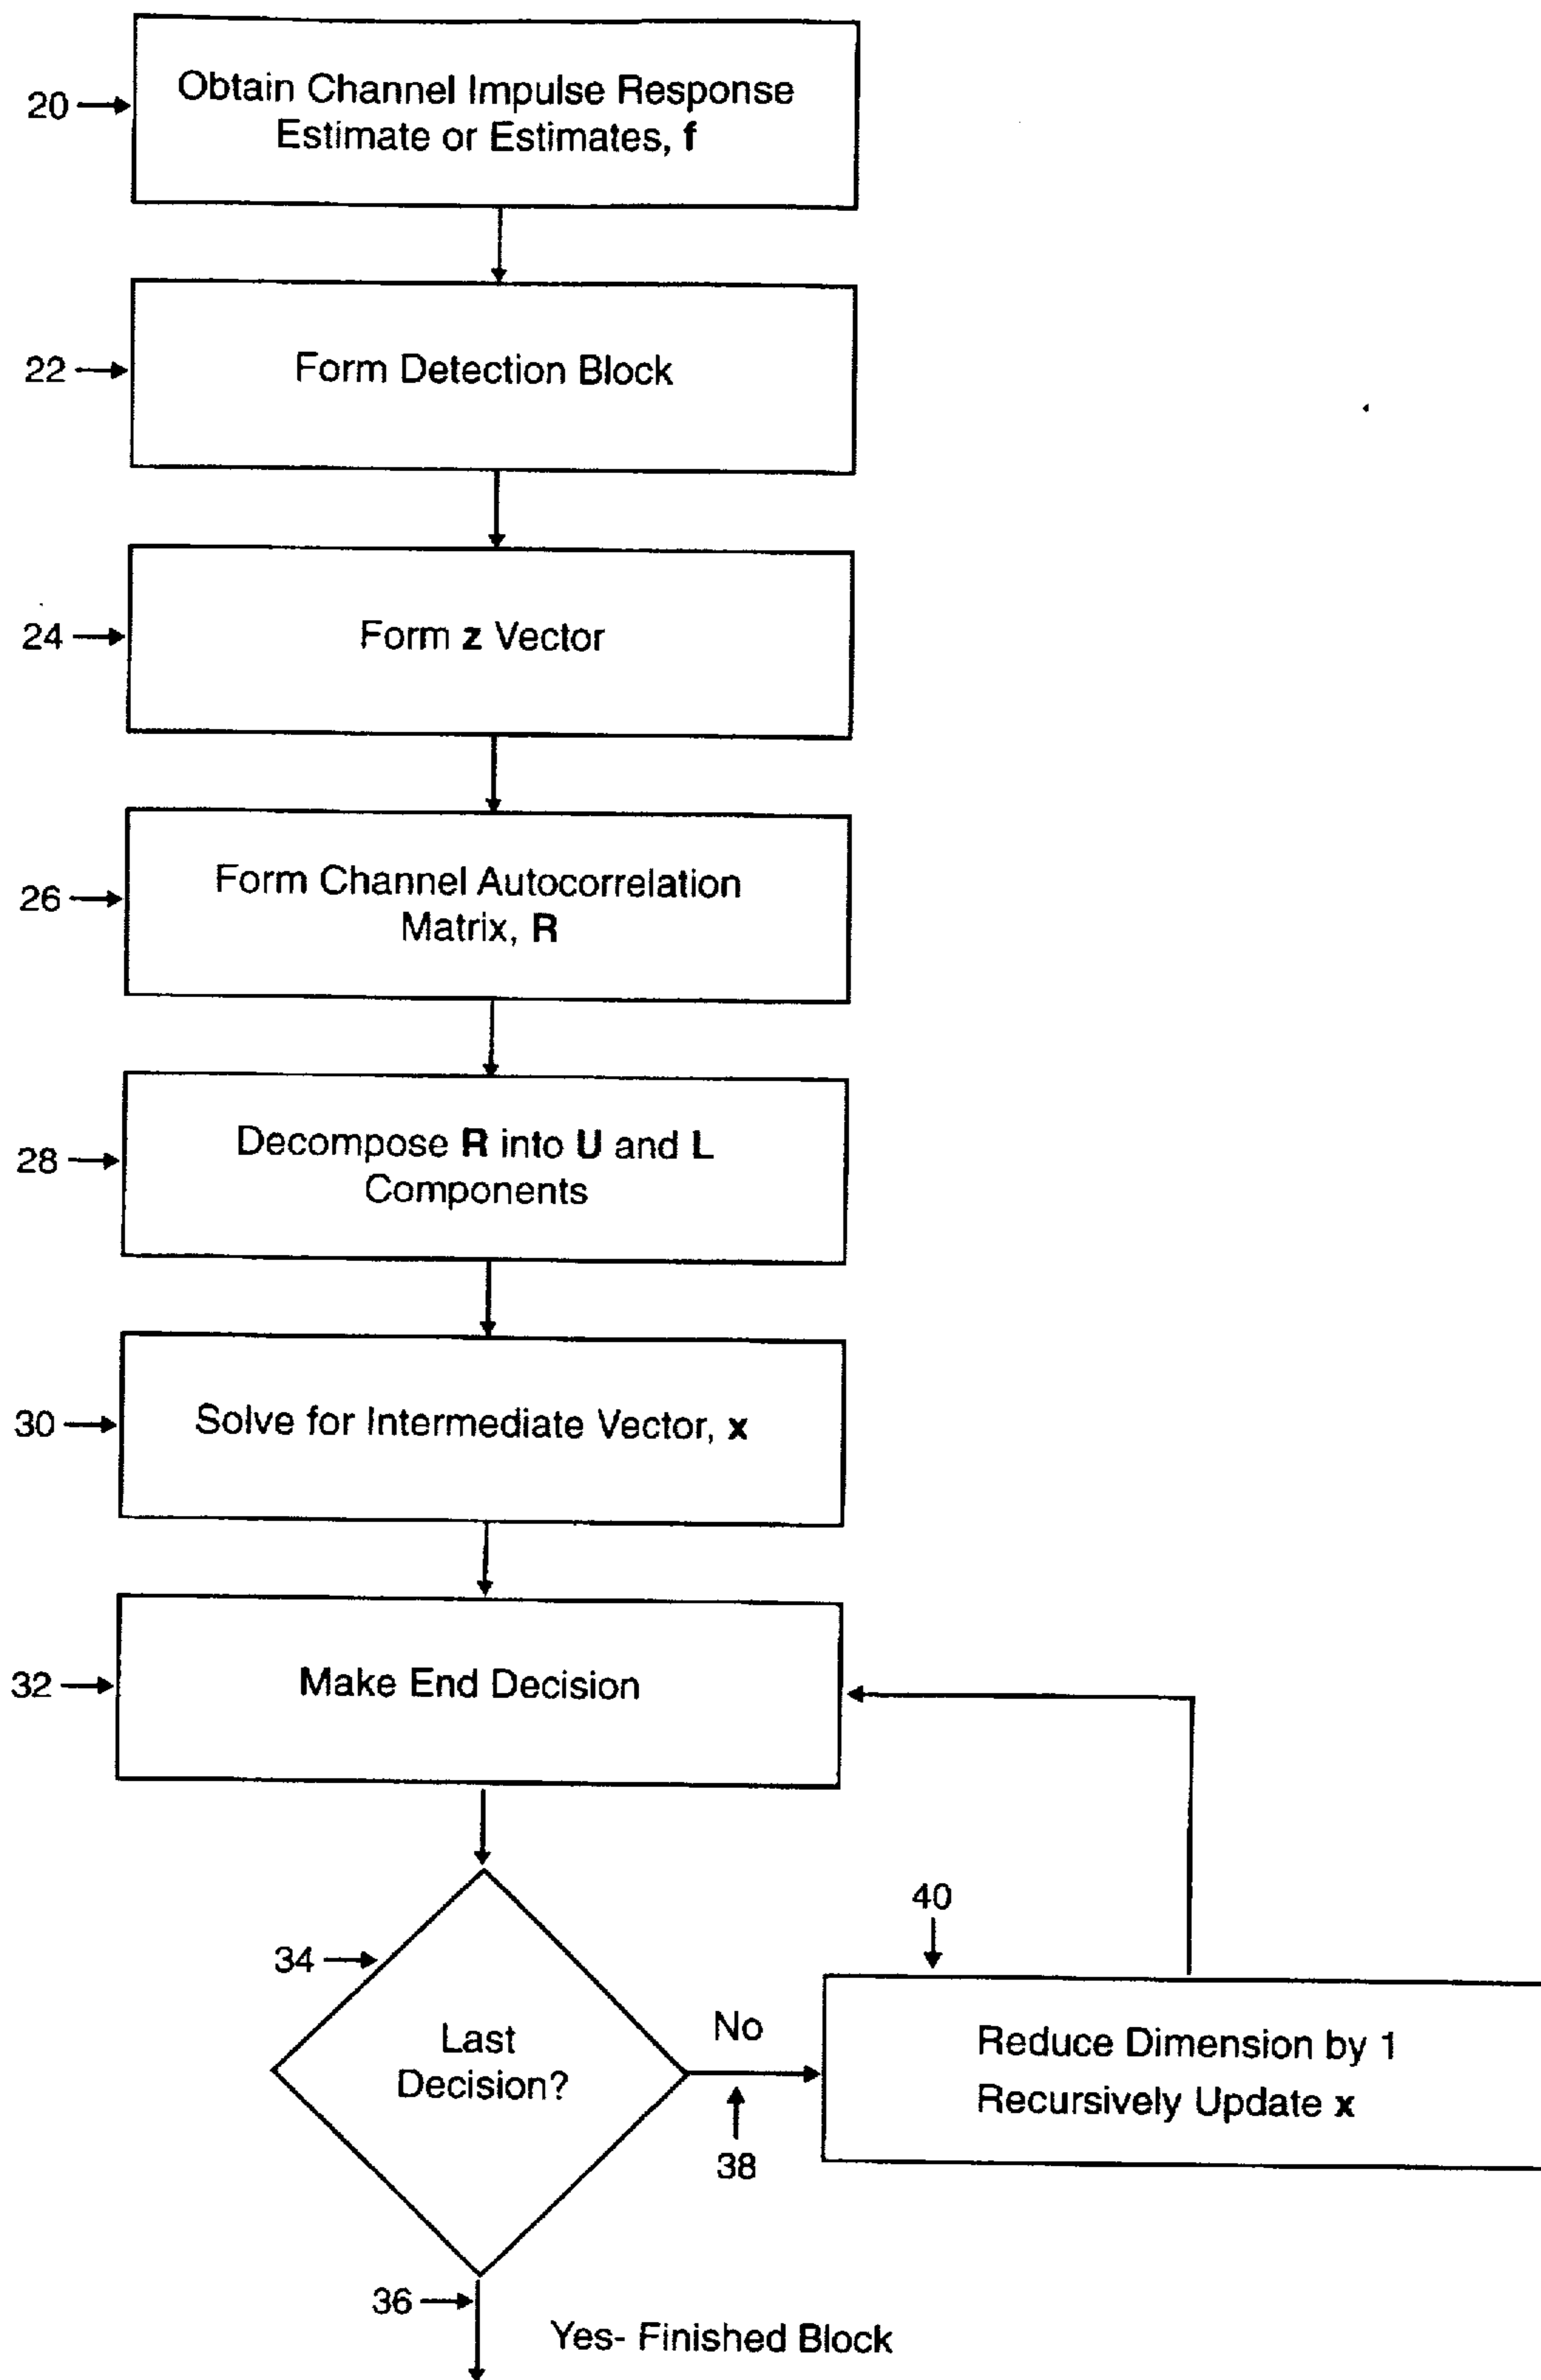 20
Obtain Channel Impulse Response
Estimate or Estimates, f
22
Form Detection Block
24
Form z Vector
26
Form Channel Autocorrelation
Matrix, R
28
Decompose R into U and L
Components
30
Solve for Intermediate Vector, x
32
Make End Decision
34
Last
Decision?
No
38
40
Reduce Dimension by 1
Recursively Update x
36
Yes- Finished Block